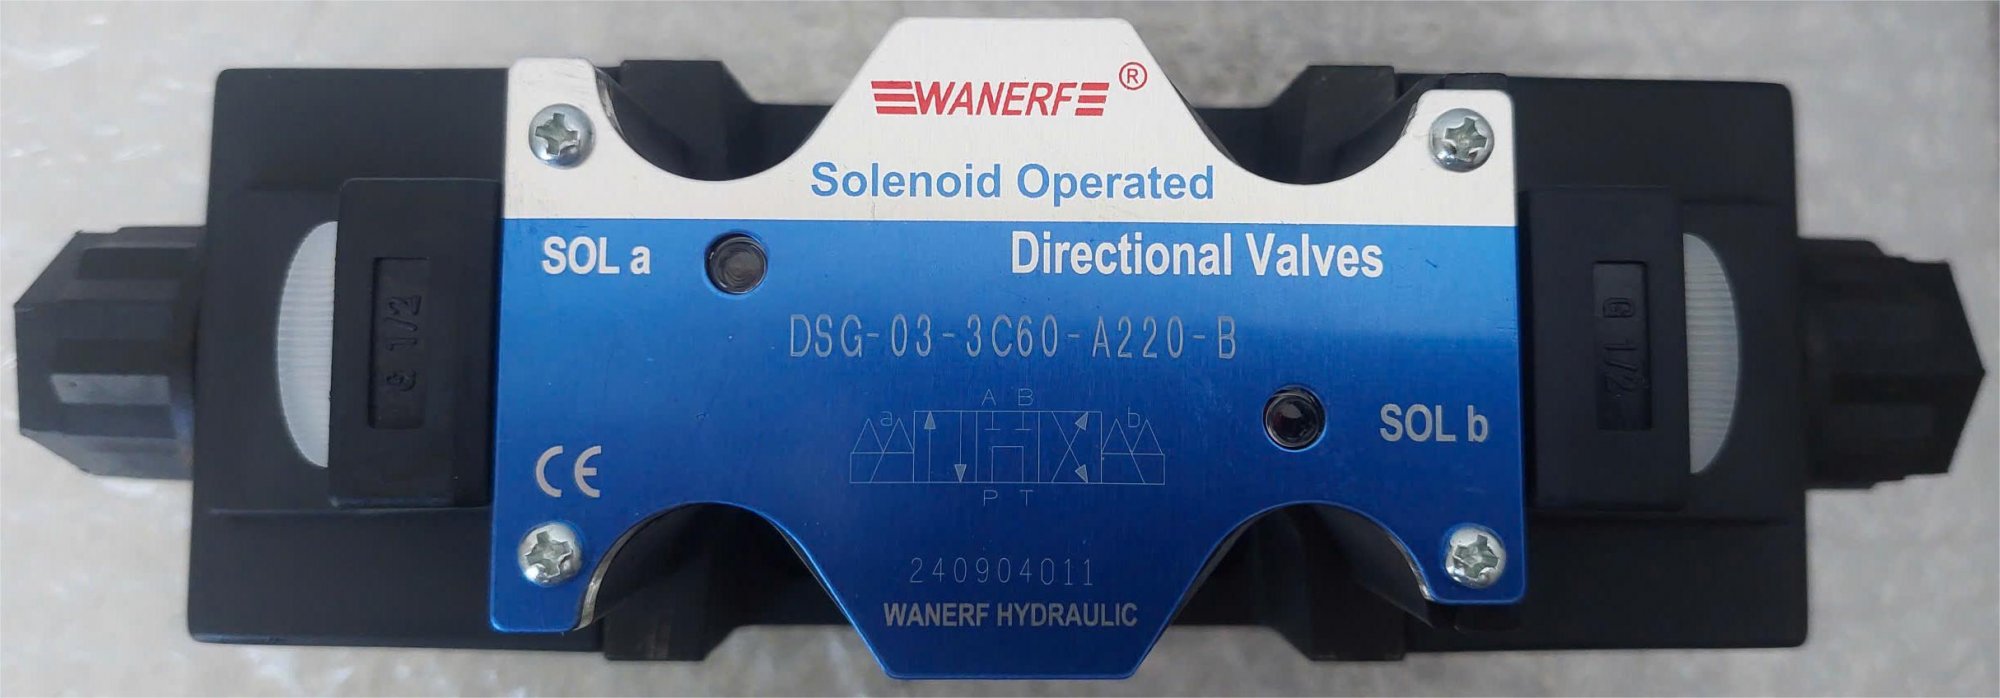 WANERF®
Solenoid Operated
SOL a
Directional Valves
DSG-03-3C60-A220-B
A B
a
b
P T
SOL b
CE
G 1/2
G 1/2
240904011
WANERF HYDRAULIC